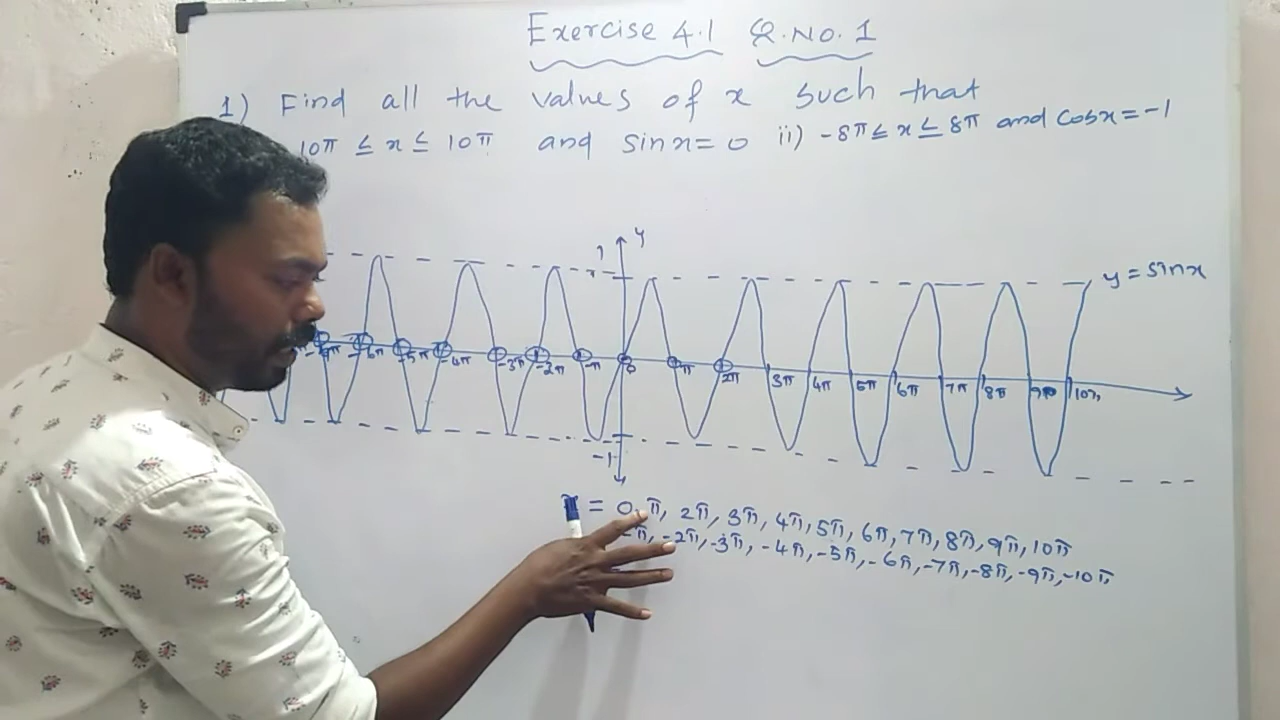 Exercise 4.1 Q.No.1
1) Find all the values of x such that
10π ≤ x ≤ 10π and sinx=0 ii) -8π ≤ x ≤ 8π and cosx=-1
y
1
y=sinx
-6π -5π -4π -3π -2π -π 0 π 2π 3π 4π 5π 6π 7π 8π 9π 10π
-1
x = 0, π, 2π, 3π, 4π, 5π, 6π, 7π, 8π, 9π, 10π
-π, -2π, -3π, -4π, -5π, -6π, -7π, -8π, -9π, -10π